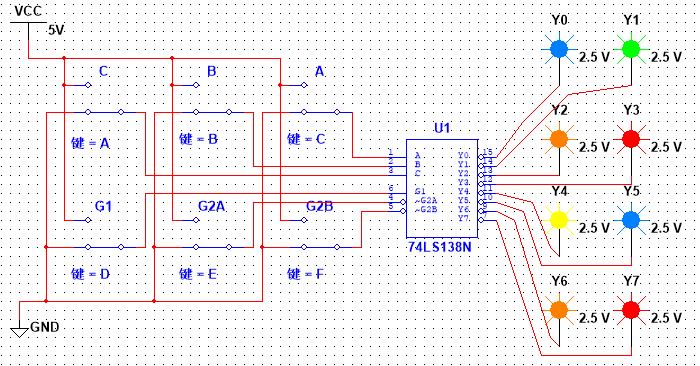 VCC
5V
Y0
Y1
2.5 V
2.5 V
C
B
A
键 = A
键 = B
键 = C
Y2
Y3
2.5 V
2.5 V
U1
1
2
3
6
4
5
A
B
C
G1
~G2A
~G2B
Y0
Y1
Y2
Y3
Y4
Y5
Y6
Y7
15
14
13
12
11
10
9
7
74LS138N
G1
G2A
G2B
键 = D
键 = E
键 = F
Y4
Y5
2.5 V
2.5 V
Y6
Y7
2.5 V
2.5 V
GND